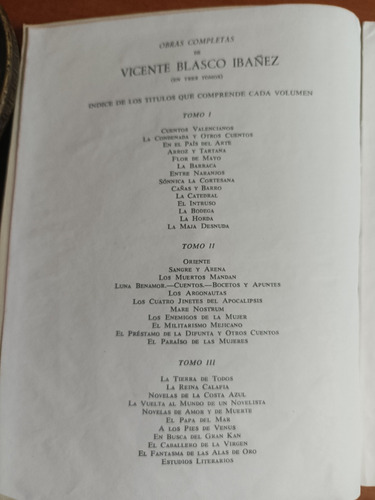 OBRAS COMPLETAS
DE
VICENTE BLASCO IBAÑEZ
(EN TRES TOMOS)
INDICE DE LOS TITULOS QUE COMPRENDE CADA VOLUMEN
TOMO I
CUENTOS VALENCIANOS
LA CONDENADA Y OTROS CUENTOS
EN EL PAÍS DEL ARTE
ARROZ Y TARTANA
FLOR DE MAYO
LA BARRACA
ENTRE NARANJOS
SÓNNICA LA CORTESANA
CAÑAS Y BARRO
LA CATEDRAL
EL INTRUSO
LA BODEGA
LA HORDA
LA MAJA DESNUDA
TOMO II
ORIENTE
SANGRE Y ARENA
LOS MUERTOS MANDAN
LUNA BENAMOR.—CUENTOS.—BOCETOS Y APUNTES
LOS ARGONAUTAS
LOS CUATRO JINETES DEL APOCALIPSIS
MARE NOSTRUM
LOS ENEMIGOS DE LA MUJER
EL MILITARISMO MEJICANO
EL PRÉSTAMO DE LA DIFUNTA Y OTROS CUENTOS
EL PARAÍSO DE LAS MUJERES
TOMO III
LA TIERRA DE TODOS
LA REINA CALAFIA
NOVELAS DE LA COSTA AZUL
LA VUELTA AL MUNDO DE UN NOVELISTA
NOVELAS DE AMOR Y DE MUERTE
EL PAPA DEL MAR
A LOS PIES DE VENUS
EN BUSCA DEL GRAN KAN
EL CABALLERO DE LA VIRGEN
EL FANTASMA DE LAS ALAS DE ORO
ESTUDIOS LITERARIOS